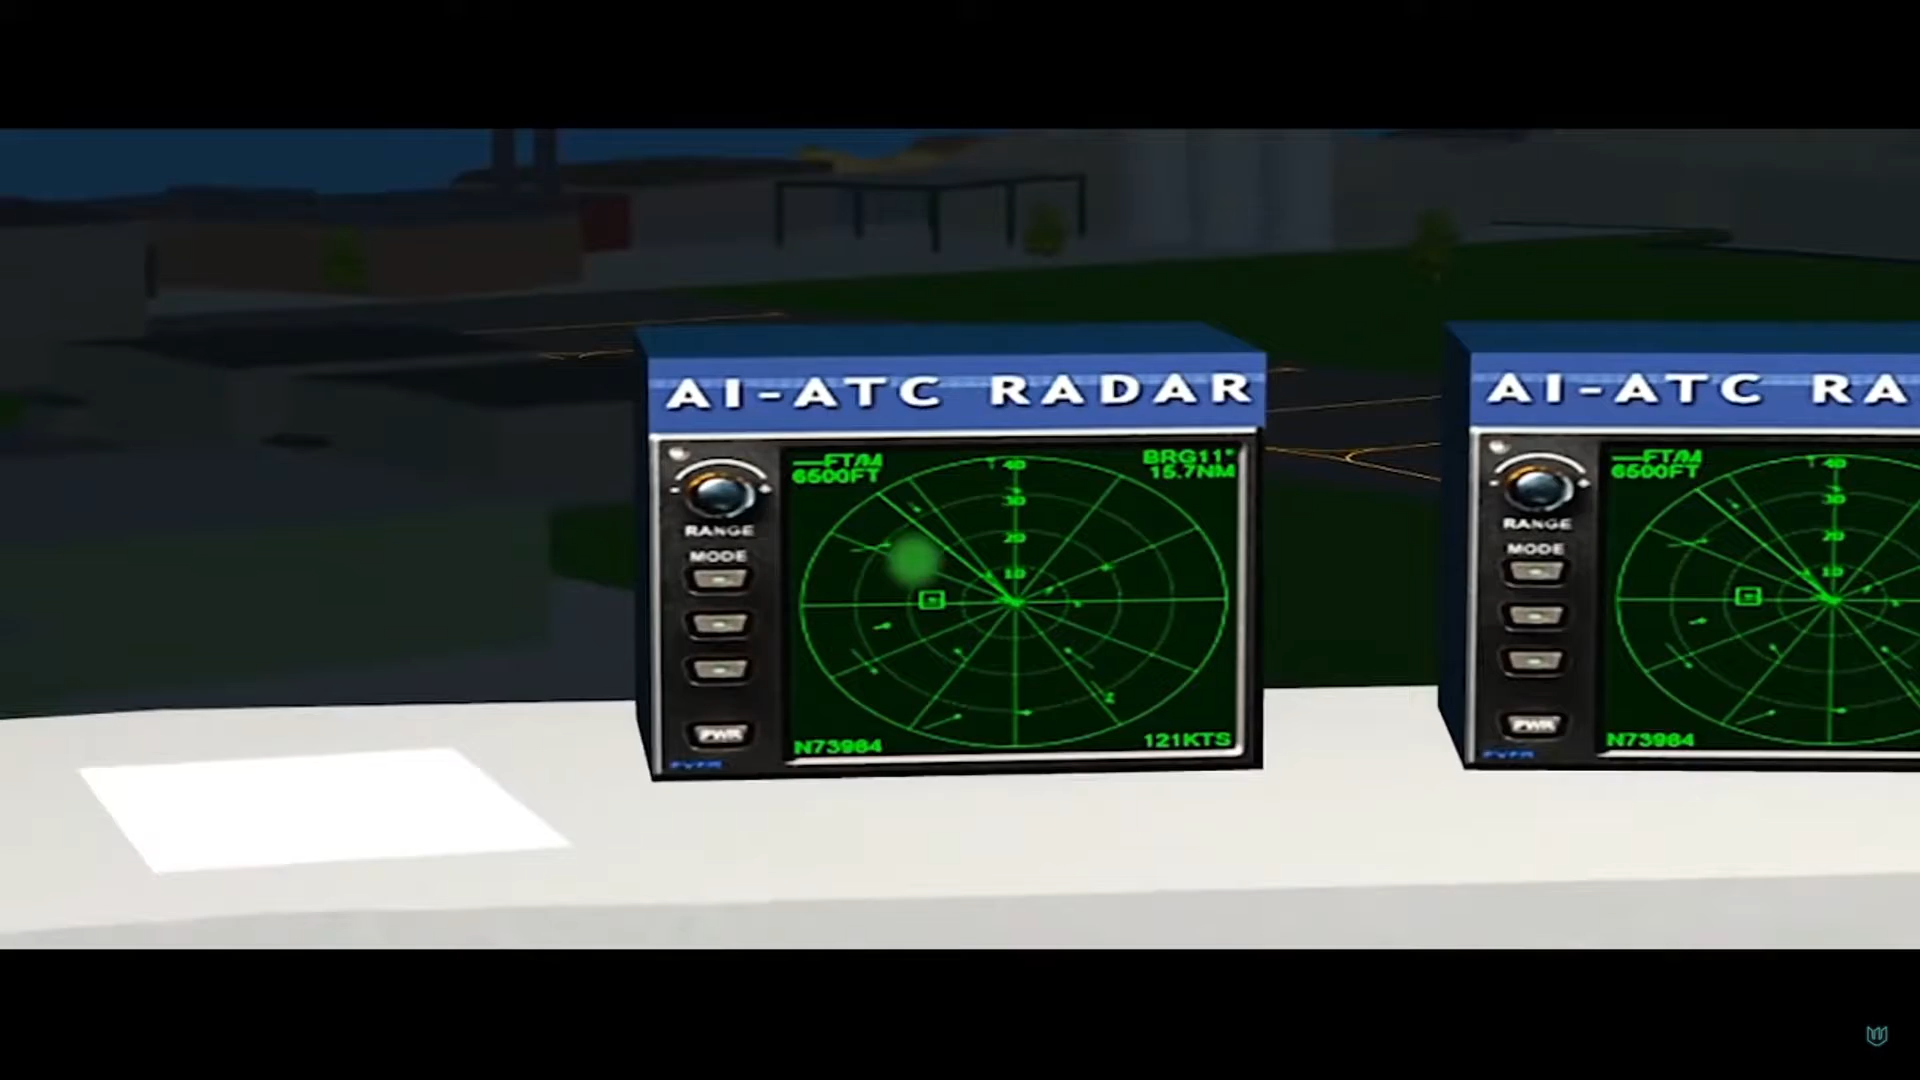 AI-ATC RADAR
FT/M
6500FT
BRG11°
15.7NM
40
30
20
10
RANGE
MODE
PWR
N73984
121KTS
AI-ATC RA
FT/M
6500FT
40
30
20
10
RANGE
MODE
PWR
N73984